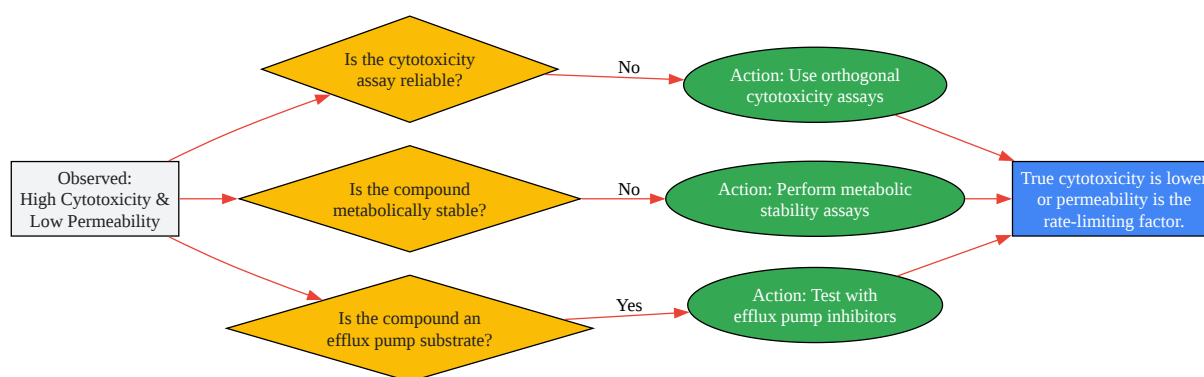 Is the cytotoxicity
assay reliable?
No
Action: Use orthogonal
cytotoxicity assays
Observed:
High Cytotoxicity &
Low Permeability
Is the compound
metabolically stable?
No
Action: Perform metabolic
stability assays
True cytotoxicity is lower
or permeability is the
rate-limiting factor.
Is the compound an
efflux pump substrate?
Yes
Action: Test with
efflux pump inhibitors